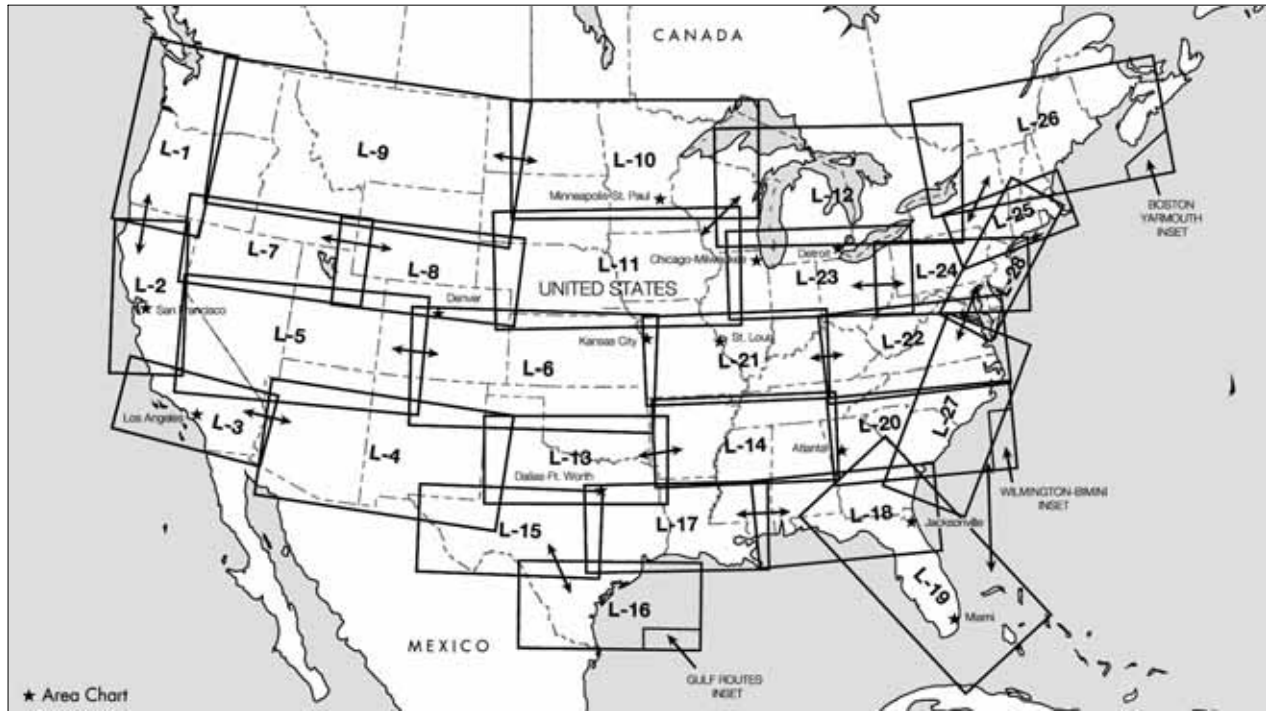 CANADA
L-26
L-1
L-9
L-10
Minneapolis-St. Paul
L-12
BOSTON
YARMOUTH
INSET
L-25
L-7
L-8
L-11
Chicago-Milwaukee
Detroit
L-23
L-24
L-28
L-2
San Francisco
Denver
UNITED STATES
L-5
L-6
Kansas City
St. Louis
L-21
L-22
Los Angeles
L-3
L-4
L-13
Dallas-Ft. Worth
L-14
Atlanta
L-20
L-27
WILMINGTON-BIMINI
INSET
L-15
L-17
L-18
Jacksonville
L-16
L-19
Miami
MEXICO
GULF ROUTES
INSET
★ Area Chart